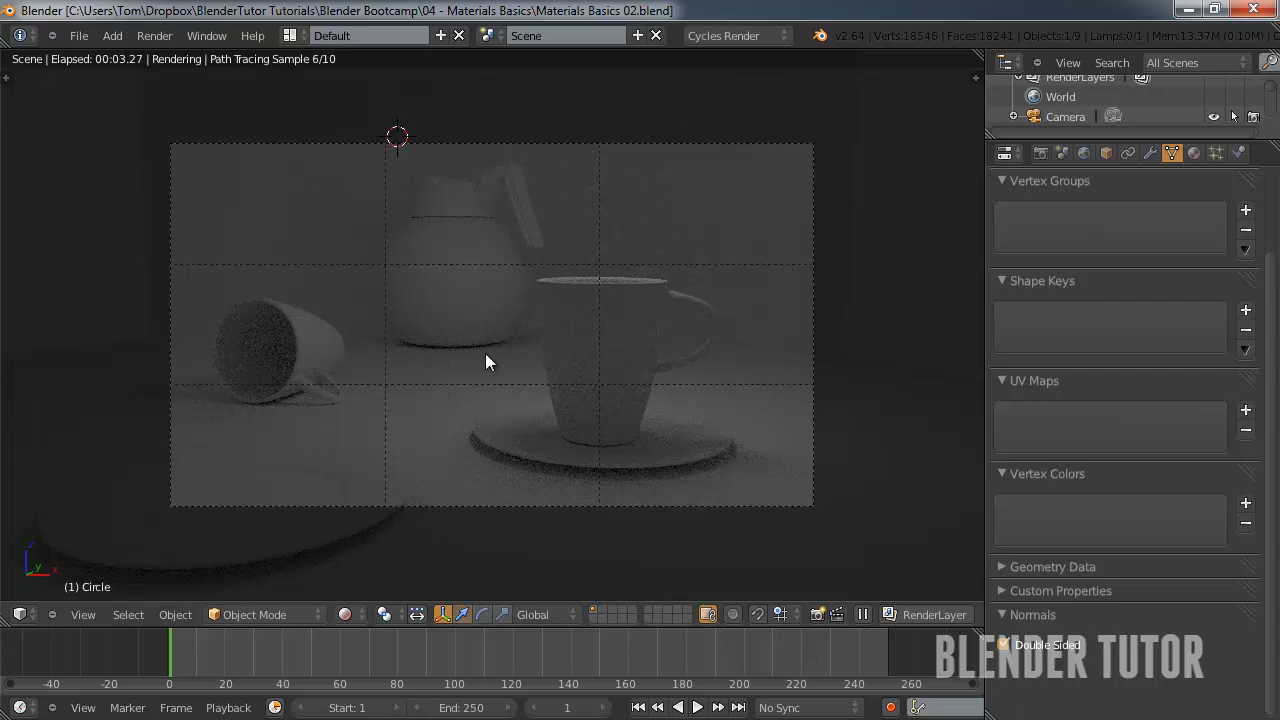 Blender [C:\Users\Tom\Dropbox\BlenderTutor Tutorials\Blender Bootcamp\04 - Materials Basics\Materials Basics 02.blend]
File Add Render Window Help Default Scene Cycles Render v2.64 | Verts:18546 | Faces:18241 | Objects:1/9 | Lamps:0/1 | Mem:13.37M (0.10M) |
Scene | Elapsed: 00:03.27 | Rendering | Path Tracing Sample 6/10
View Search All Scenes
RenderLayers
World
Camera
Vertex Groups
Shape Keys
UV Maps
Vertex Colors
Geometry Data
Custom Properties
Normals
Double Sided
z
y x
(1) Circle
View Select Object Object Mode Global RenderLayer
BLENDER TUTOR
-40 -20 0 20 40 60 80 100 120 140 160 180 200 220 240 260
View Marker Frame Playback Start: 1 End: 250 1 No Sync